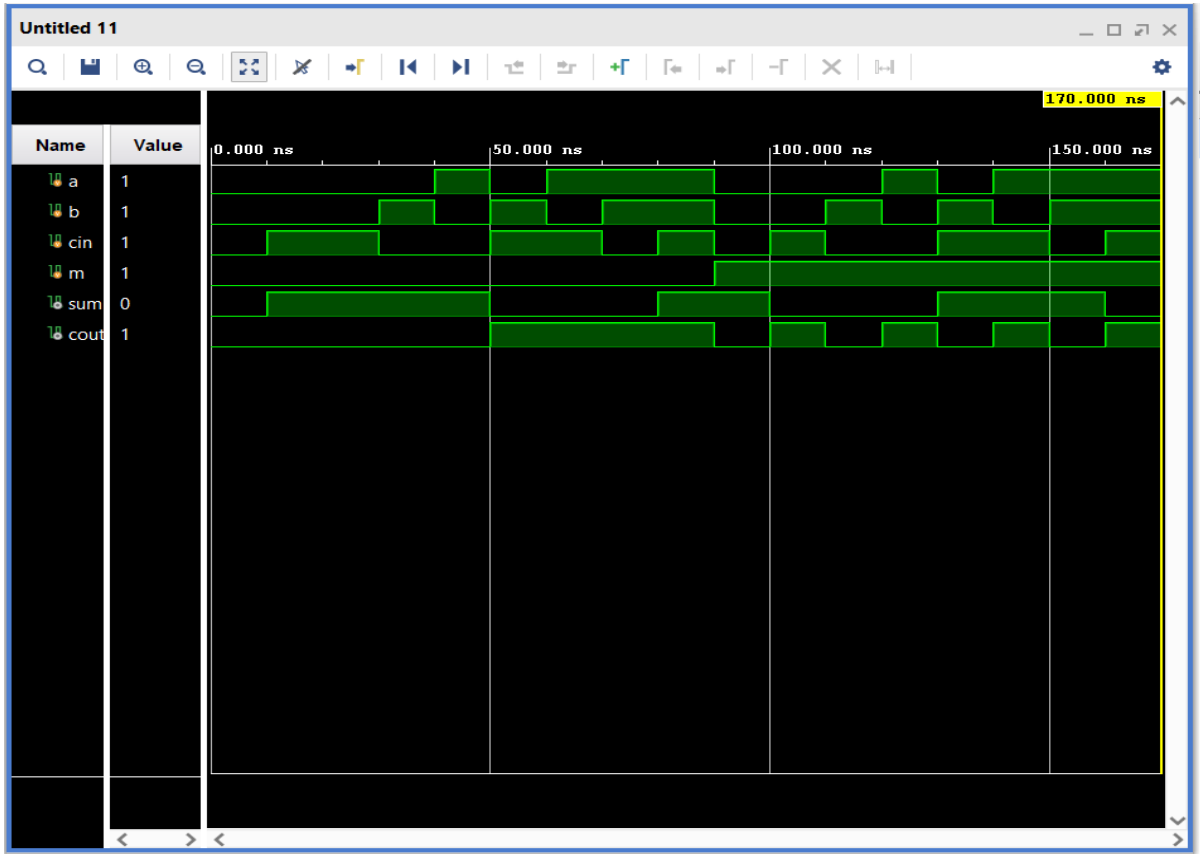 Untitled 11
170.000 ns
Name Value 0.000 ns 50.000 ns 100.000 ns 150.000 ns
a 1
b 1
cin 1
m 1
sum 0
cout 1